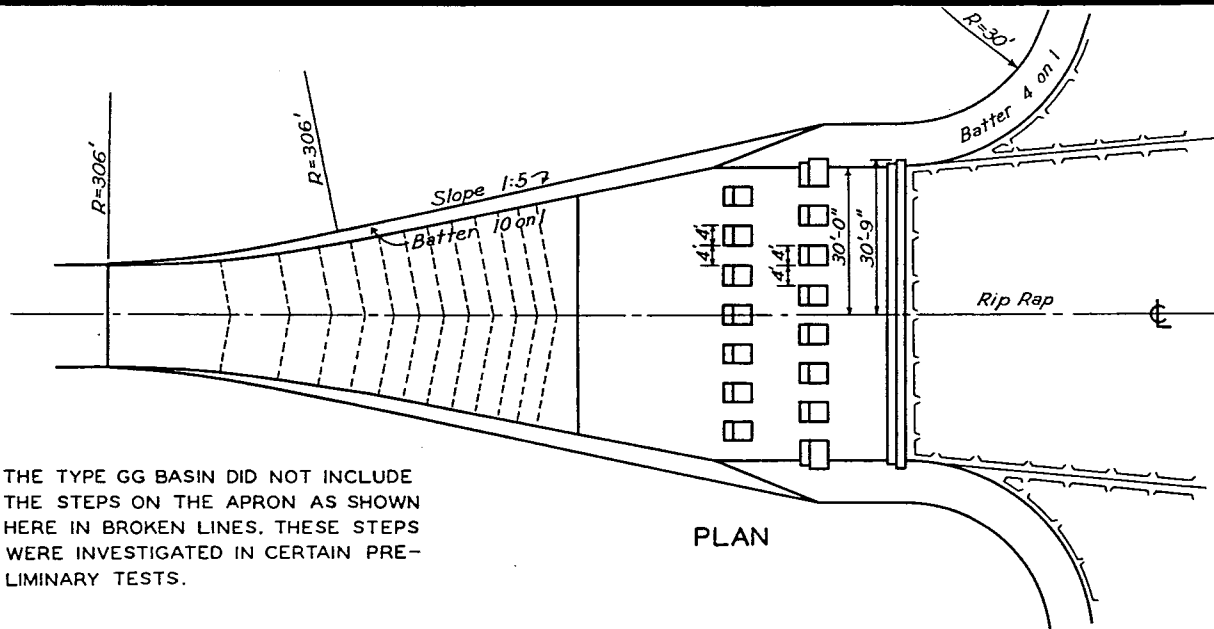 R=30'
Batter 4 on 1
R=306'
R=306'
Slope 1:5
Batter 10 on 1
4' 4'
4' 4'
30'-0"
30'-9"
Rip Rap
℄
THE TYPE GG BASIN DID NOT INCLUDE
THE STEPS ON THE APRON AS SHOWN
HERE IN BROKEN LINES. THESE STEPS
WERE INVESTIGATED IN CERTAIN PRE-
LIMINARY TESTS.
PLAN